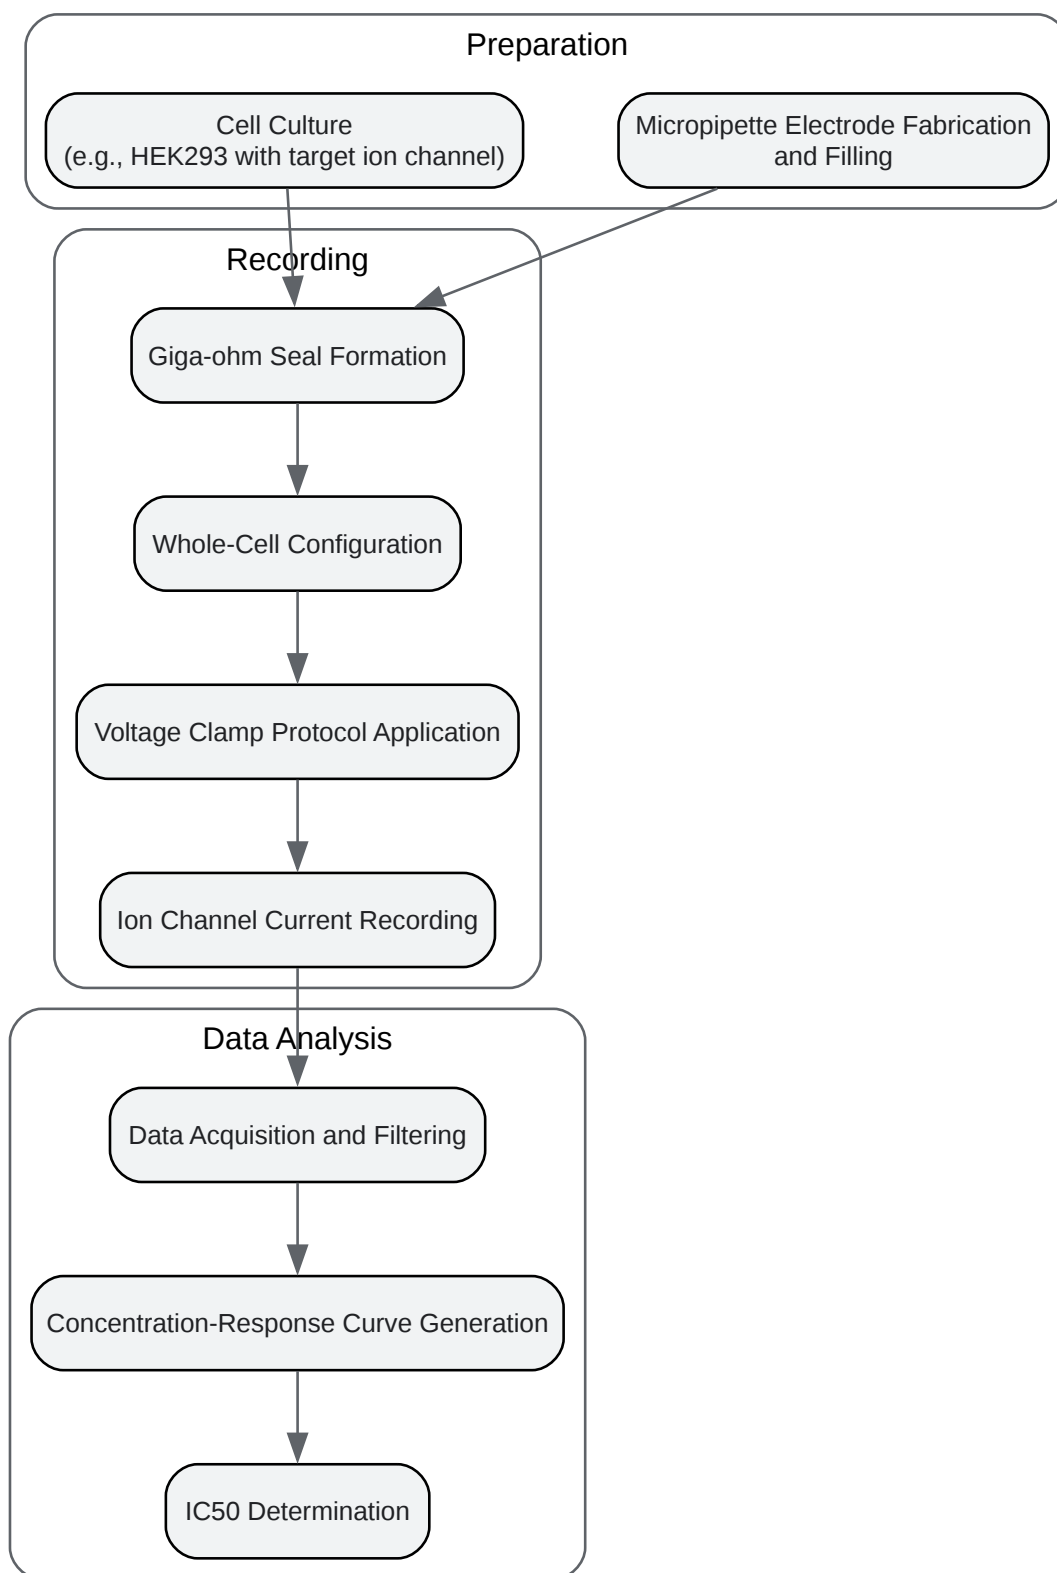 Preparation
Cell Culture
(e.g., HEK293 with target ion channel)
Micropipette Electrode Fabrication
and Filling
Recording
Giga-ohm Seal Formation
Whole-Cell Configuration
Voltage Clamp Protocol Application
Ion Channel Current Recording
Data Analysis
Data Acquisition and Filtering
Concentration-Response Curve Generation
IC50 Determination